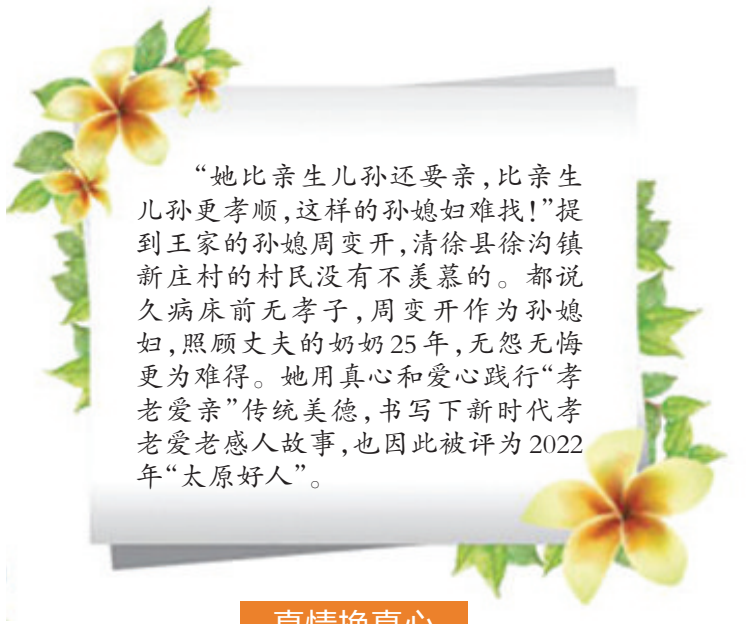 “她比亲生儿孙还要亲，比亲生
儿孙更孝顺，这样的孙媳妇难找！”提
到王家的孙媳周变开，清徐县徐沟镇
新庄村的村民没有不羡慕的。都说
久病床前无孝子，周变开作为孙媳
妇，照顾丈夫的奶奶25年，无怨无悔
更为难得。她用真心和爱心践行“孝
老爱亲”传统美德，书写下新时代孝
老爱老感人故事，也因此被评为2022
年“太原好人”。
真情换真心